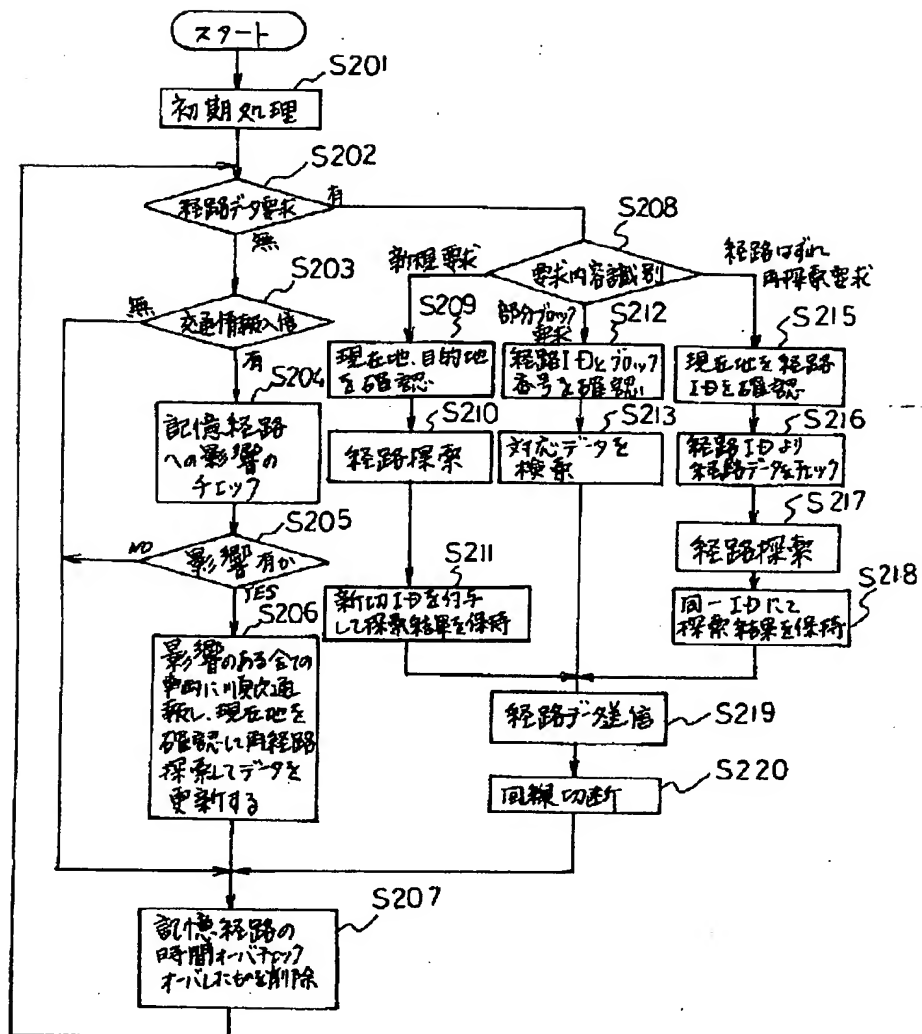 スタート
S201
初期処理
S202
経路データ要求
有
無
S203
交通情報入信
無
有
S204
記憶経路
への影響の
チェック
S205
影響有か
NO
YES
S206
影響のある全ての
車両に順次通
報し、現在地を
確認して再経路
探索してデータを
更新する
S207
記憶経路の
時間オーバチェック
オーバしたものを削除
S208
要求内容識別
新規要求
部分ブロック
要求
経路はずれ
再探索要求
S209
現在地、目的地
を確認
S210
経路探索
S211
新切IDを付与
して探索結果を保持
S212
経路IDとブロック
番号を確認
S213
対応データを
検索
S215
現在地を経路
IDを確認
S216
経路IDより
経路データをチェック
S217
経路探索
S218
同一IDにて
探索結果を保持
S219
経路データ送信
S220
回線切断